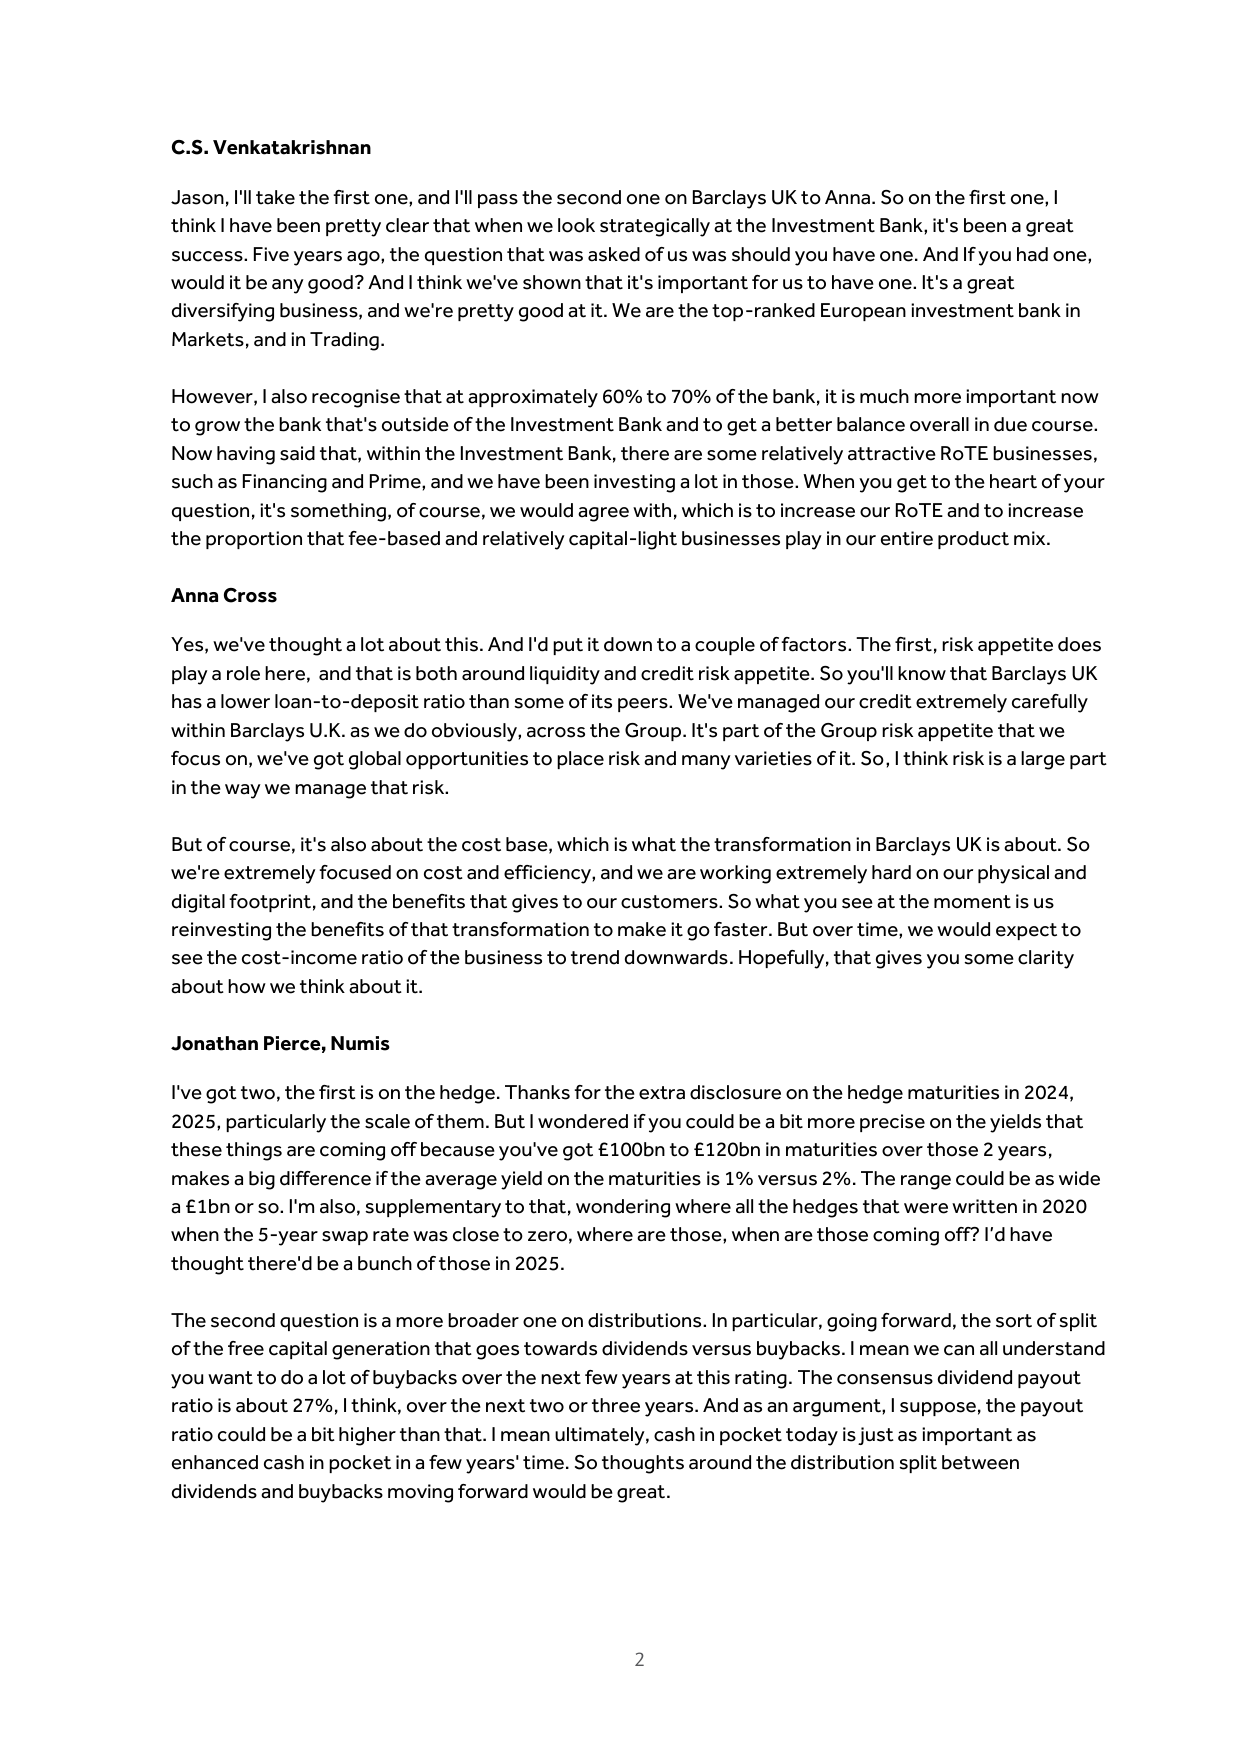 C.S. Venkatakrishnan
Jason, I'll take the first one, and I'll pass the second one on Barclays UK to Anna. So on the first one, I
think I have been pretty clear that when we look strategically at the Investment Bank, it's been a great
success. Five years ago, the question that was asked of us was should you have one. And If you had one,
would it be any good? And I think we've shown that it's important for us to have one. It's a great
diversifying business, and we're pretty good at it. We are the top-ranked European investment bank in
Markets, and in Trading.
However, I also recognise that at approximately 60% to 70% of the bank, it is much more important now
to grow the bank that's outside of the Investment Bank and to get a better balance overall in due course.
Now having said that, within the Investment Bank, there are some relatively attractive RoTE businesses,
such as Financing and Prime, and we have been investing a lot in those. When you get to the heart of your
question, it's something, of course, we would agree with, which is to increase our RoTE and to increase
the proportion that fee-based and relatively capital-light businesses play in our entire product mix.
Anna Cross
Yes, we've thought a lot about this. And I'd put it down to a couple of factors. The first, risk appetite does
play a role here,  and that is both around liquidity and credit risk appetite. So you'll know that Barclays UK
has a lower loan-to-deposit ratio than some of its peers. We've managed our credit extremely carefully
within Barclays U.K. as we do obviously, across the Group. It's part of the Group risk appetite that we
focus on, we've got global opportunities to place risk and many varieties of it. So, I think risk is a large part
in the way we manage that risk.
But of course, it's also about the cost base, which is what the transformation in Barclays UK is about. So
we're extremely focused on cost and efficiency, and we are working extremely hard on our physical and
digital footprint, and the benefits that gives to our customers. So what you see at the moment is us
reinvesting the benefits of that transformation to make it go faster. But over time, we would expect to
see the cost-income ratio of the business to trend downwards. Hopefully, that gives you some clarity
about how we think about it.
Jonathan Pierce, Numis
I've got two, the first is on the hedge. Thanks for the extra disclosure on the hedge maturities in 2024,
2025, particularly the scale of them. But I wondered if you could be a bit more precise on the yields that
these things are coming off because you've got £100bn to £120bn in maturities over those 2 years,
makes a big difference if the average yield on the maturities is 1% versus 2%. The range could be as wide
a £1bn or so. I'm also, supplementary to that, wondering where all the hedges that were written in 2020
when the 5-year swap rate was close to zero, where are those, when are those coming off? I’d have
thought there'd be a bunch of those in 2025.
The second question is a more broader one on distributions. In particular, going forward, the sort of split
of the free capital generation that goes towards dividends versus buybacks. I mean we can all understand
you want to do a lot of buybacks over the next few years at this rating. The consensus dividend payout
ratio is about 27%, I think, over the next two or three years. And as an argument, I suppose, the payout
ratio could be a bit higher than that. I mean ultimately, cash in pocket today is just as important as
enhanced cash in pocket in a few years' time. So thoughts around the distribution split between
dividends and buybacks moving forward would be great.
2